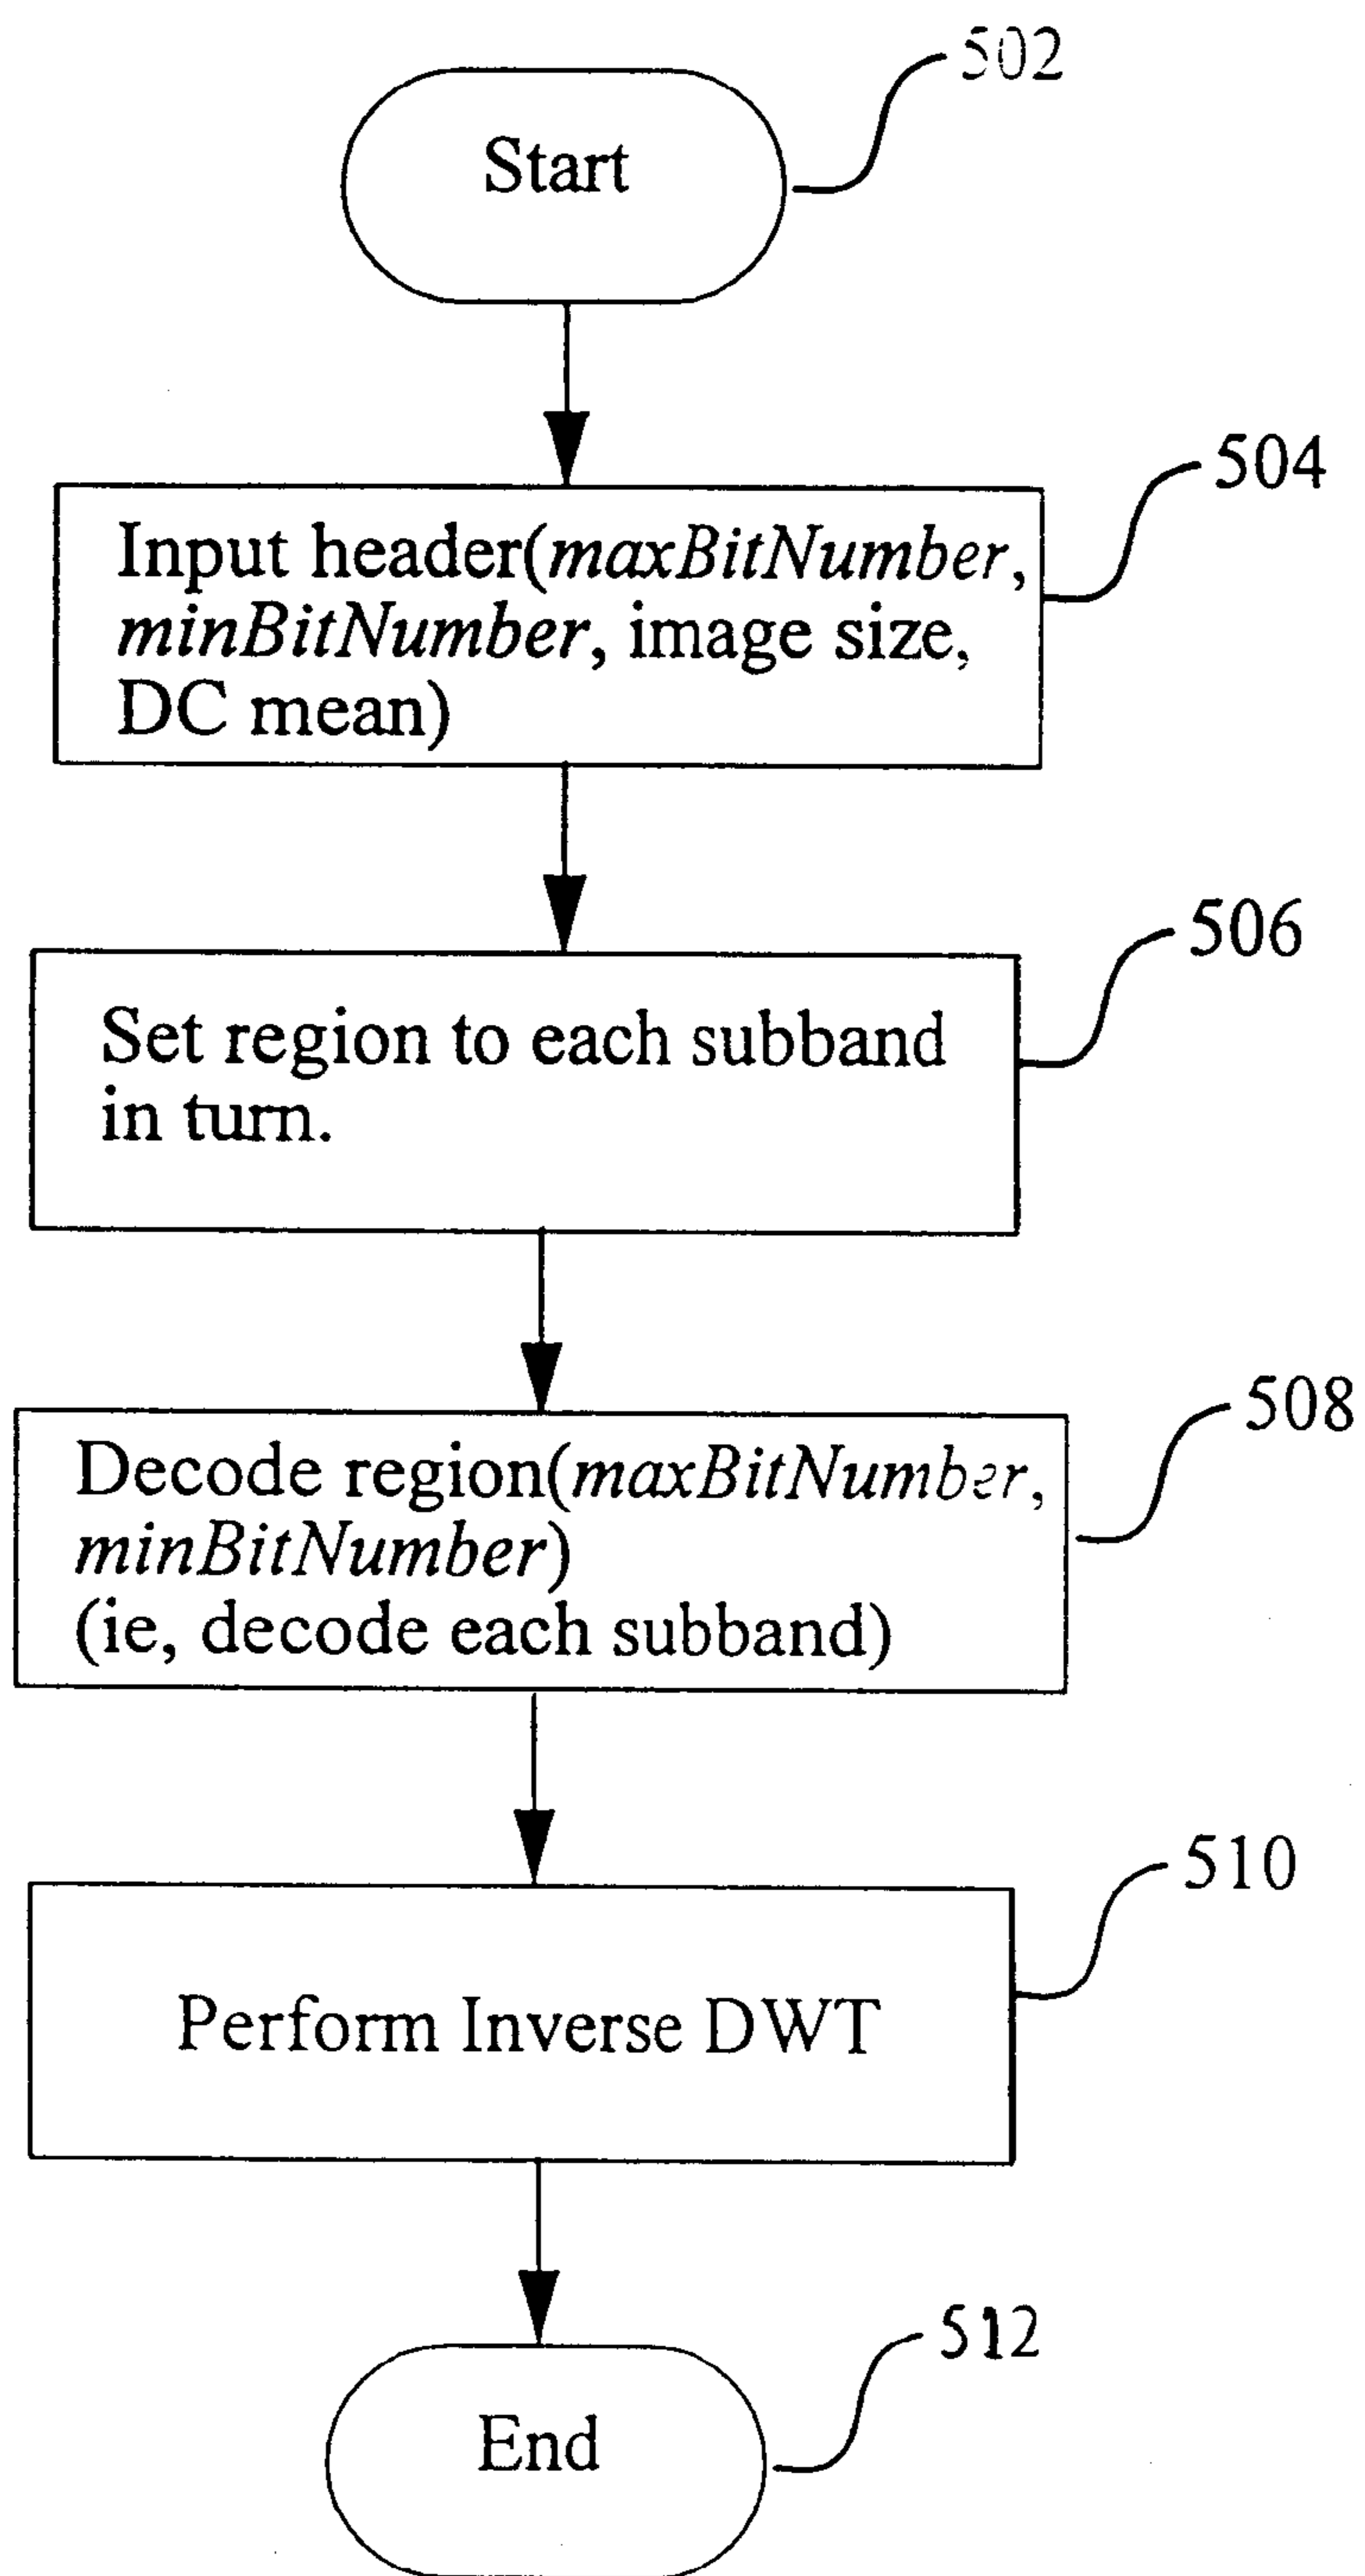 502
Start
504
Input header(maxBitNumber,
minBitNumber, image size,
DC mean)
506
Set region to each subband
in turn.
508
Decode region(maxBitNumber,
minBitNumber)
(ie, decode each subband)
510
Perform Inverse DWT
512
End